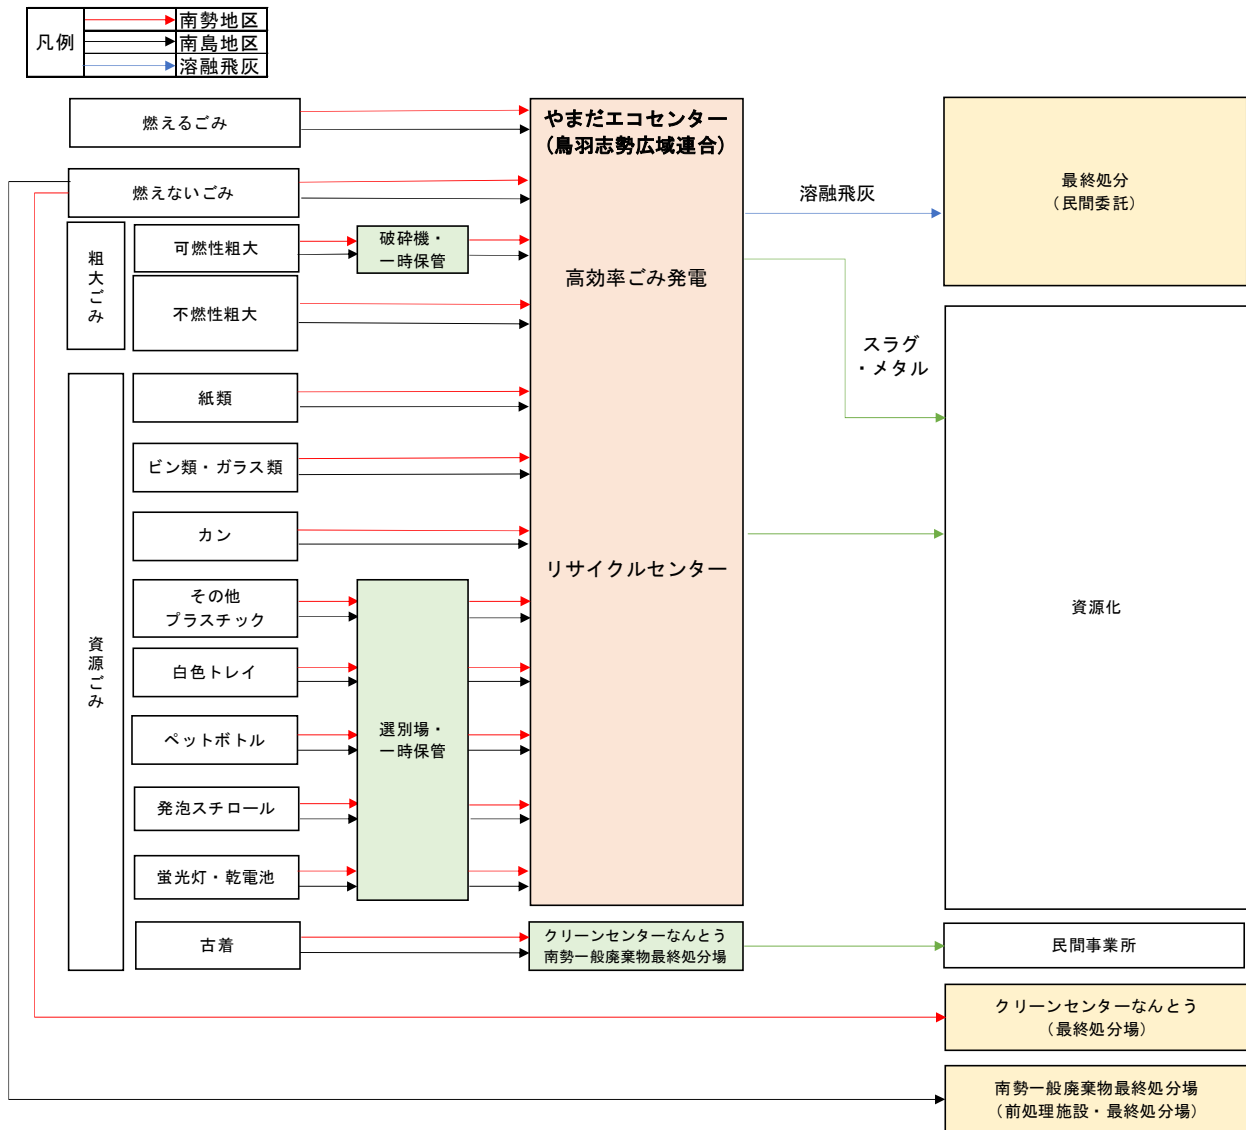 凡例
南勢地区
南島地区
溶融飛灰
燃えるごみ
燃えないごみ
粗大ごみ
可燃性粗大
不燃性粗大
破砕機・
一時保管
資源ごみ
紙類
ビン類・ガラス類
カン
その他
プラスチック
白色トレイ
ペットボトル
発泡スチロール
蛍光灯・乾電池
古着
選別場・
一時保管
やまだエコセンター
（鳥羽志勢広域連合）
高効率ごみ発電
リサイクルセンター
クリーンセンターなんとう
南勢一般廃棄物最終処分場
溶融飛灰
スラグ
・メタル
最終処分
（民間委託）
資源化
民間事業所
クリーンセンターなんとう
（最終処分場）
南勢一般廃棄物最終処分場
（前処理施設・最終処分場）